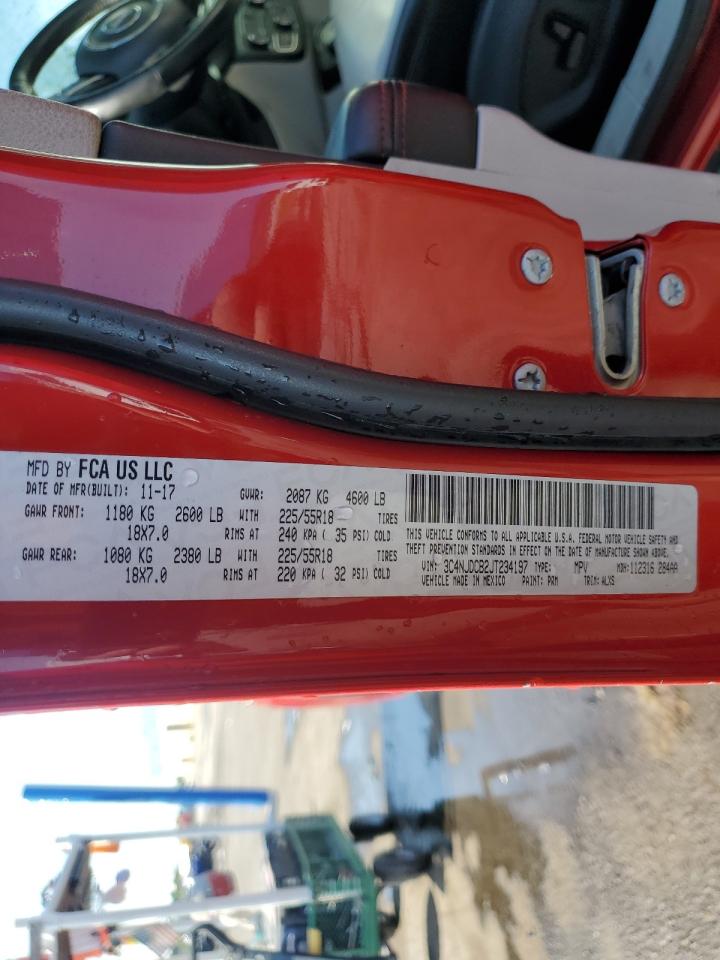 MFD BY FCA US LLC
DATE OF MFR(BUILT): 11-17 GVWR: 2087 KG 4600 LB
GAWR FRONT: 1180 KG 2600 LB WITH 225/55R18 TIRES
18X7.0 RIMS AT 240 KPA ( 35 PSI) COLD
GAWR REAR: 1080 KG 2380 LB WITH 225/55R18 TIRES
18X7.0 RIMS AT 220 KPA ( 32 PSI) COLD
THIS VEHICLE CONFORMS TO ALL APPLICABLE U.S.A. FEDERAL MOTOR VEHICLE SAFETY AND
THEFT PREVENTION STANDARDS IN EFFECT ON THE DATE OF MANUFACTURE SHOWN ABOVE.
VIN: 3C4NJDCB2JT234197 TYPE: MPV MDH: 112316 284AA
VEHICLE MADE IN MEXICO PAINT: PRM TRIM: ALXS